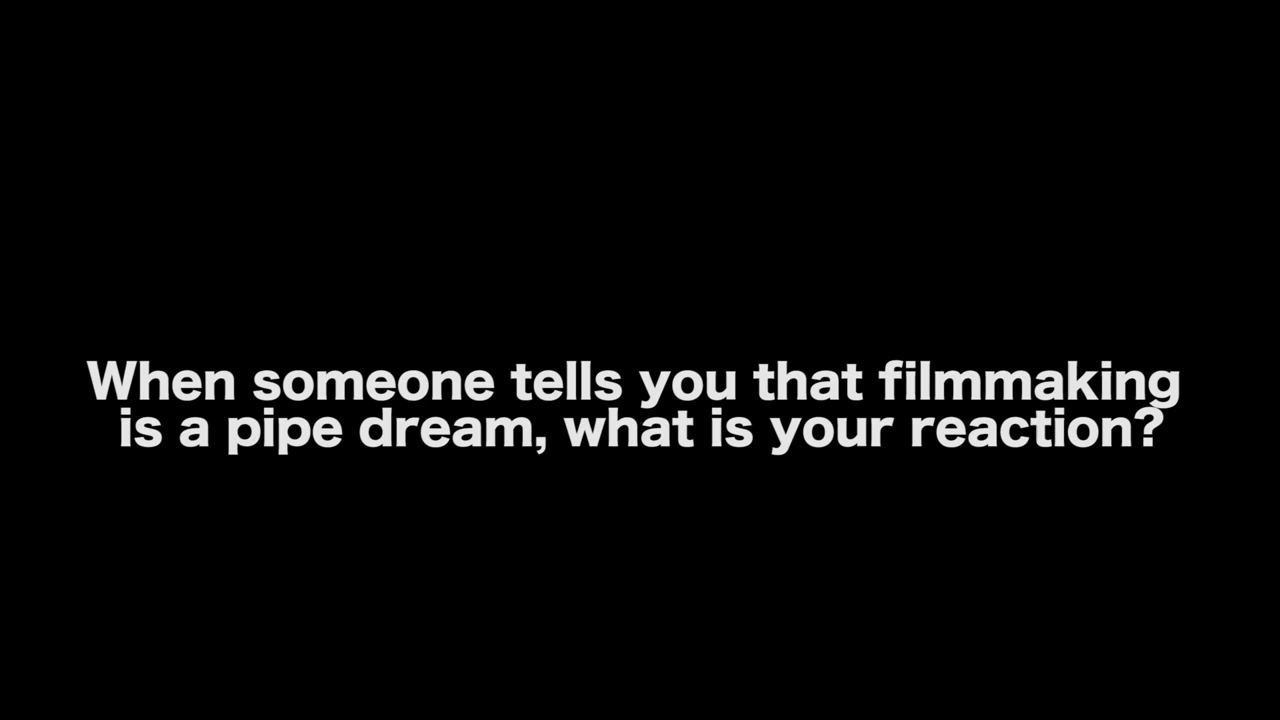 When someone tells you that filmmaking
is a pipe dream, what is your reaction?